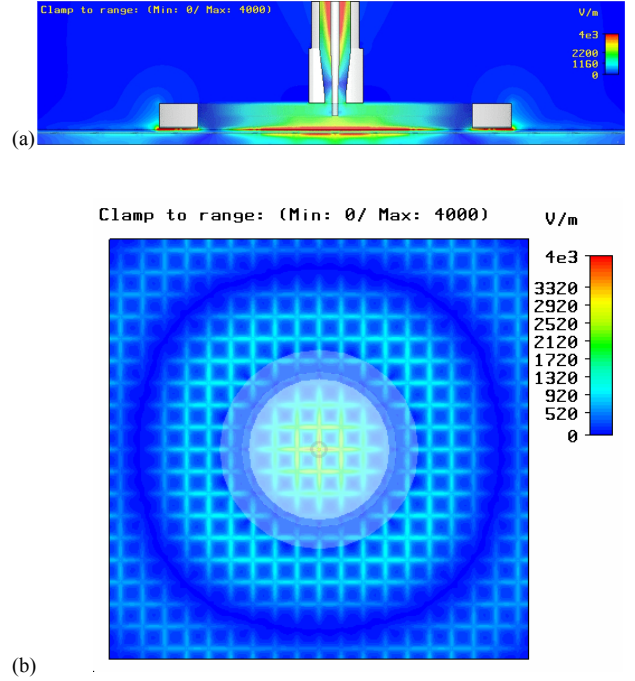 Clamp to range: (Min: 0/ Max: 4000)
V/m
4e3
2200
1160
0
(a)
Clamp to range: (Min: 0/ Max: 4000)
V/m
4e3
3320
2920
2520
2120
1720
1320
920
520
0
(b)